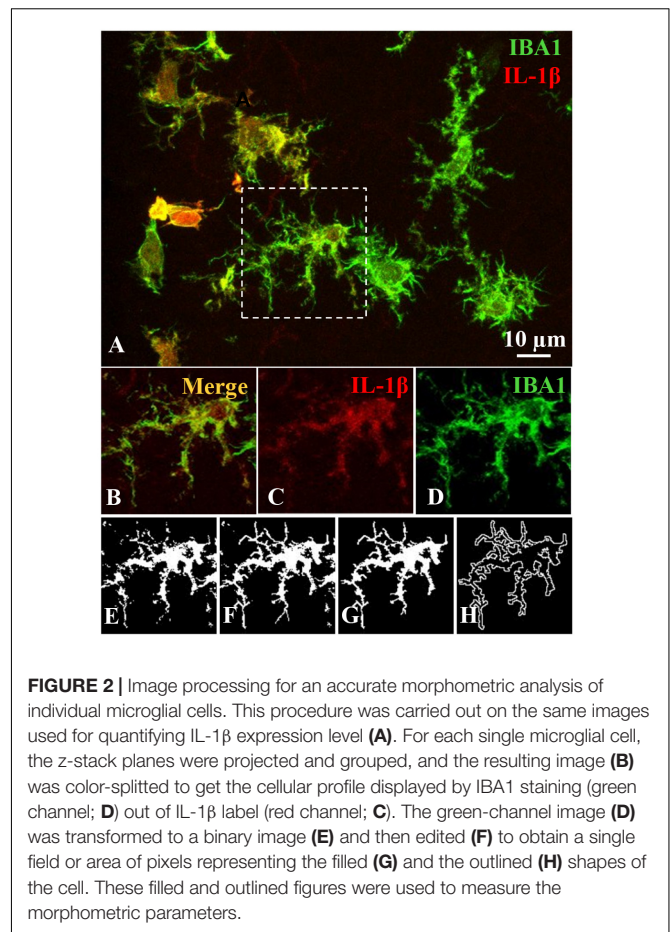 IBA1
IL-1β
A
10 μm
A
Merge
IL-1β
IBA1
B
C
D
E
F
G
H
FIGURE 2 | Image processing for an accurate morphometric analysis of
individual microglial cells. This procedure was carried out on the same images
used for quantifying IL-1β expression level (A). For each single microglial cell,
the z-stack planes were projected and grouped, and the resulting image (B)
was color-splitted to get the cellular profile displayed by IBA1 staining (green
channel; D) out of IL-1β label (red channel; C). The green-channel image (D)
was transformed to a binary image (E) and then edited (F) to obtain a single
field or area of pixels representing the filled (G) and the outlined (H) shapes of
the cell. These filled and outlined figures were used to measure the
morphometric parameters.